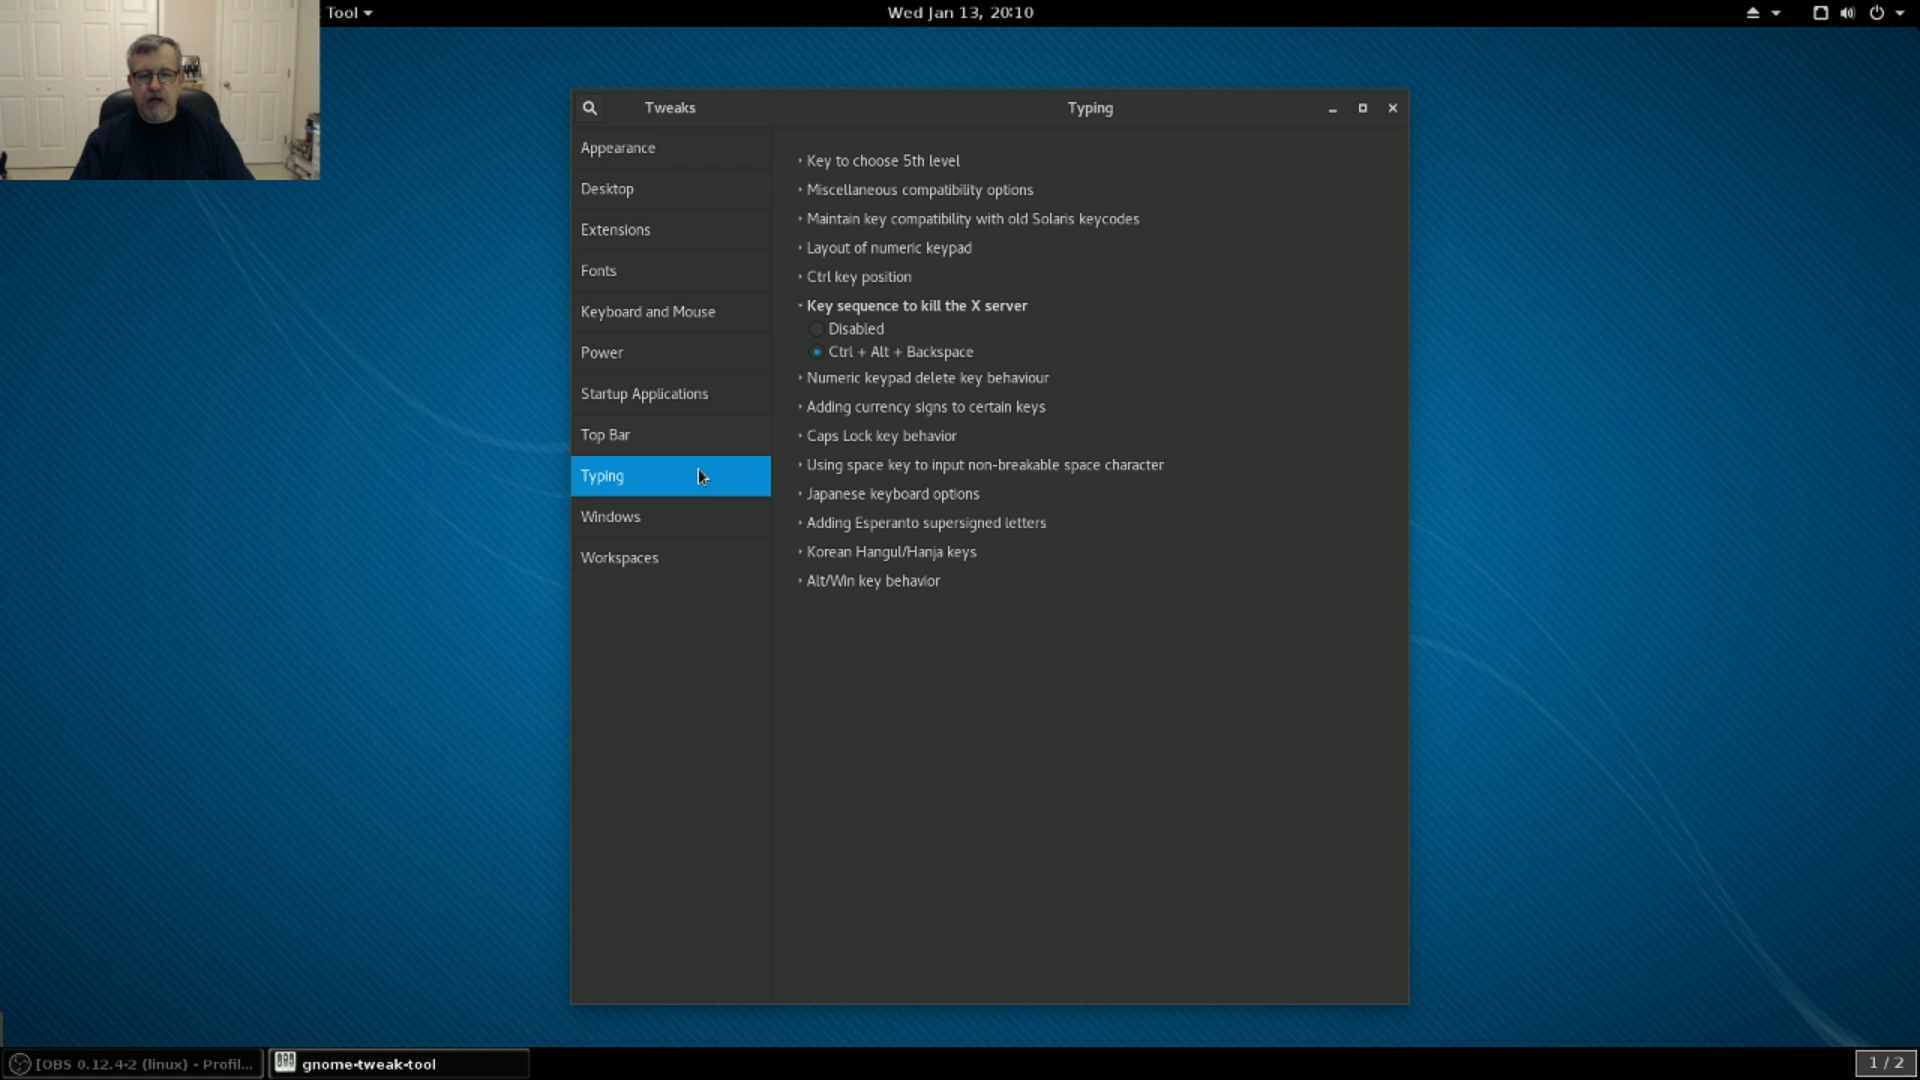 Tool
Wed Jan 13, 20:10
Tweaks
Typing
Appearance
Desktop
Extensions
Fonts
Keyboard and Mouse
Power
Startup Applications
Top Bar
Typing
Windows
Workspaces
Key to choose 5th level
Miscellaneous compatibility options
Maintain key compatibility with old Solaris keycodes
Layout of numeric keypad
Ctrl key position
Key sequence to kill the X server
Disabled
Ctrl + Alt + Backspace
Numeric keypad delete key behaviour
Adding currency signs to certain keys
Caps Lock key behavior
Using space key to input non-breakable space character
Japanese keyboard options
Adding Esperanto supersigned letters
Korean Hangul/Hanja keys
Alt/Win key behavior
[OBS 0.12.4-2 (linux) - Profil...
gnome-tweak-tool
1 / 2